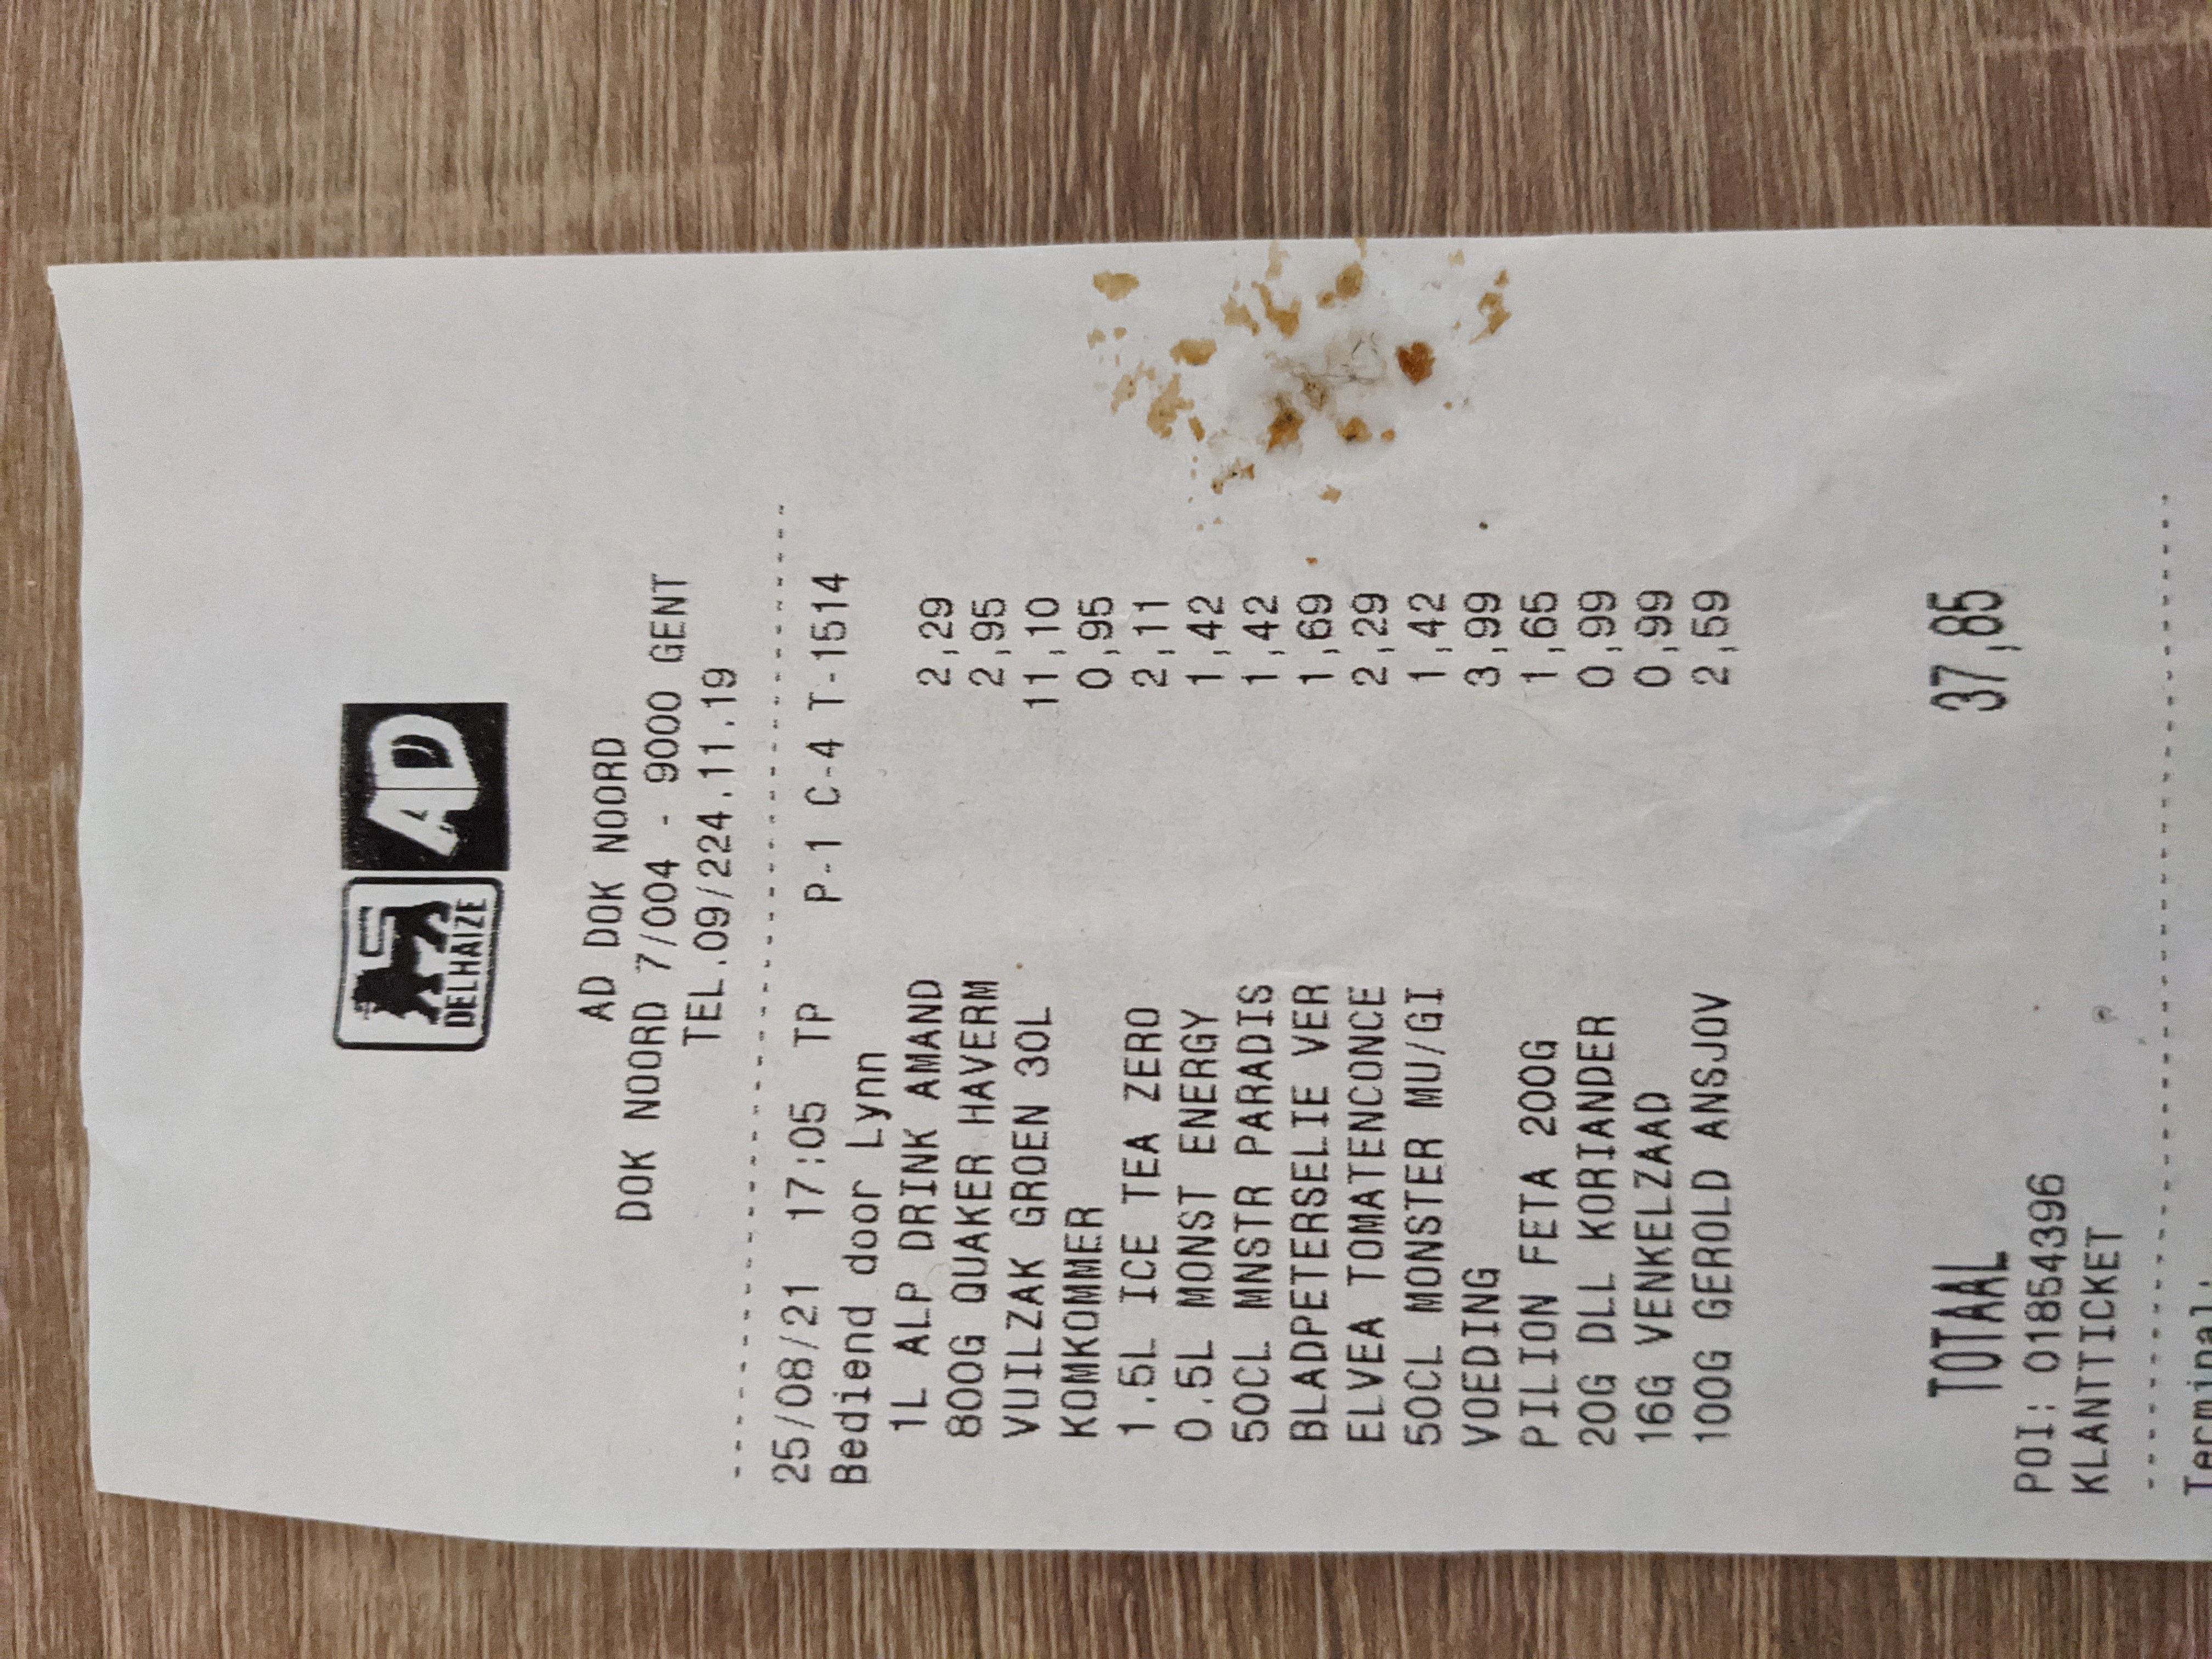 DELHAIZE AD
AD DOK NOORD
DOK NOORD 7/004 - 9000 GENT
TEL.09/224.11.19
--------------------------------------
25/08/21 17:05 TP P-1 C-4 T-1514
Bediend door Lynn
1L ALP DRINK AMAND 2,29
800G QUAKER HAVERM 2,95
VUILZAK GROEN 30L 11,10
KOMKOMMER 0,95
1.5L ICE TEA ZERO 2,11
0.5L MONST ENERGY 1,42
50CL MNSTR PARADIS 1,42
BLADPETERSELIE VER 1,69
ELVEA TOMATENCONCE 2,29
50CL MONSTER MU/GI 1,42
VOEDING 3,99
PILION FETA 200G 1,65
20G DLL KORIANDER 0,99
16G VENKELZAAD 0,99
100G GEROLD ANSJOV 2,59
TOTAAL 37,85
POI: 01854396
KLANTTICKET
--------------------------------------
Terminal: